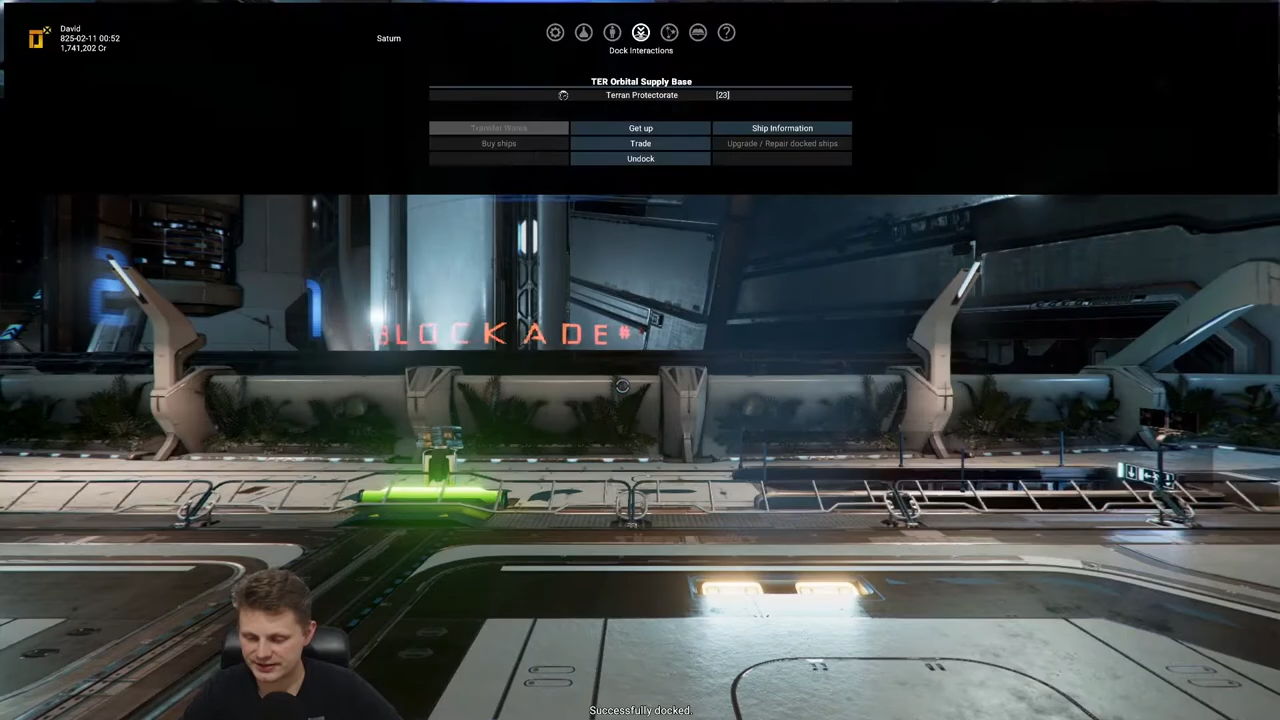 David
825-02-11 00:52
1,741,202 Cr
Saturn
Dock Interactions
TER Orbital Supply Base
Terran Protectorate [23]
Transfer Wares Get up Ship Information
Buy ships Trade Upgrade / Repair docked ships
Undock
BLOCKADE#
Successfully docked.